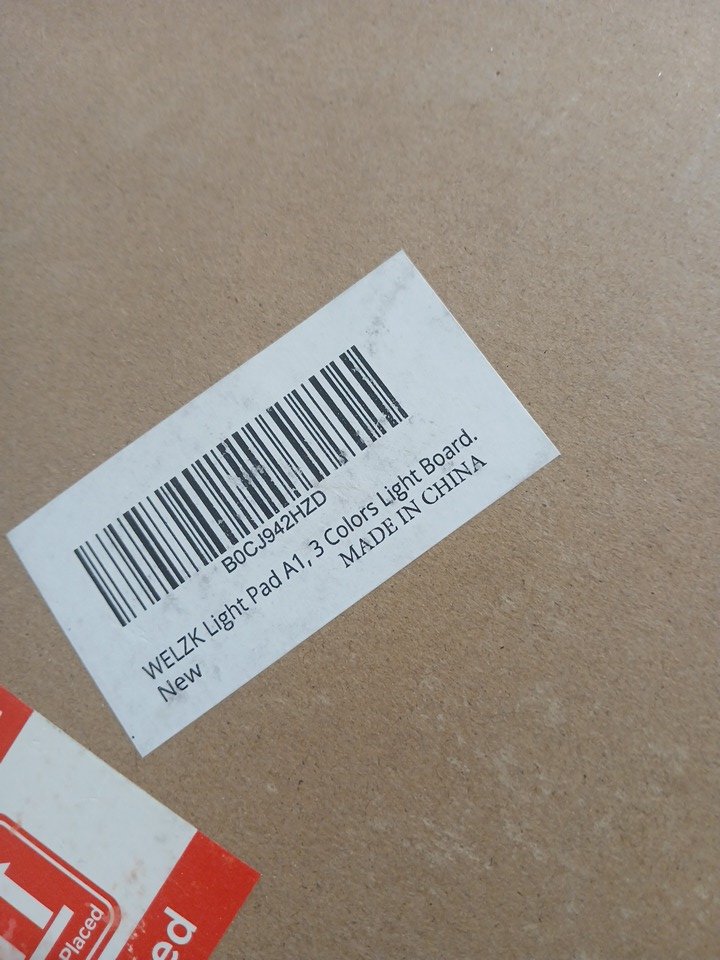 B0CJ942HZD
WELZK Light Pad A1, 3 Colors Light Board.
MADE IN CHINA
New
Placed
ed